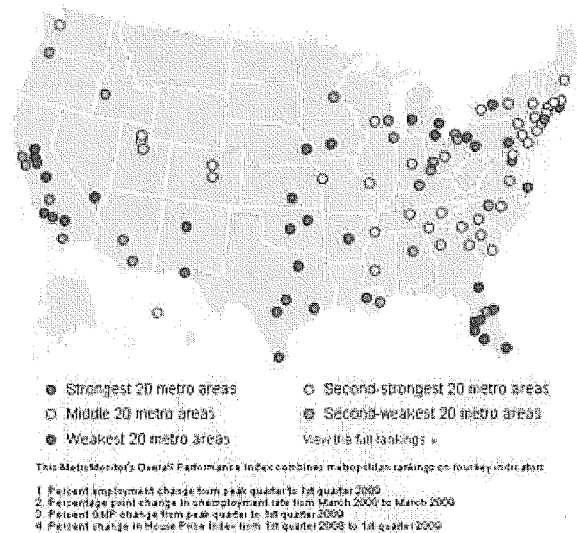 Strongest 20 metro areas
Second-strongest 20 metro areas
Middle 20 metro areas
Second-weakest 20 metro areas
Weakest 20 metro areas
View the full rankings »
This MetroMonitor's Overall Performance Index combines metropolitan rankings on four key indicators
1. Percent employment change from peak quarter to 1st quarter 2009
2. Percentage point change in unemployment rate from March 2008 to March 2009
3. Percent GMP change from peak quarter to 1st quarter 2009
4. Percent change in House Price Index from 1st quarter 2008 to 1st quarter 2009